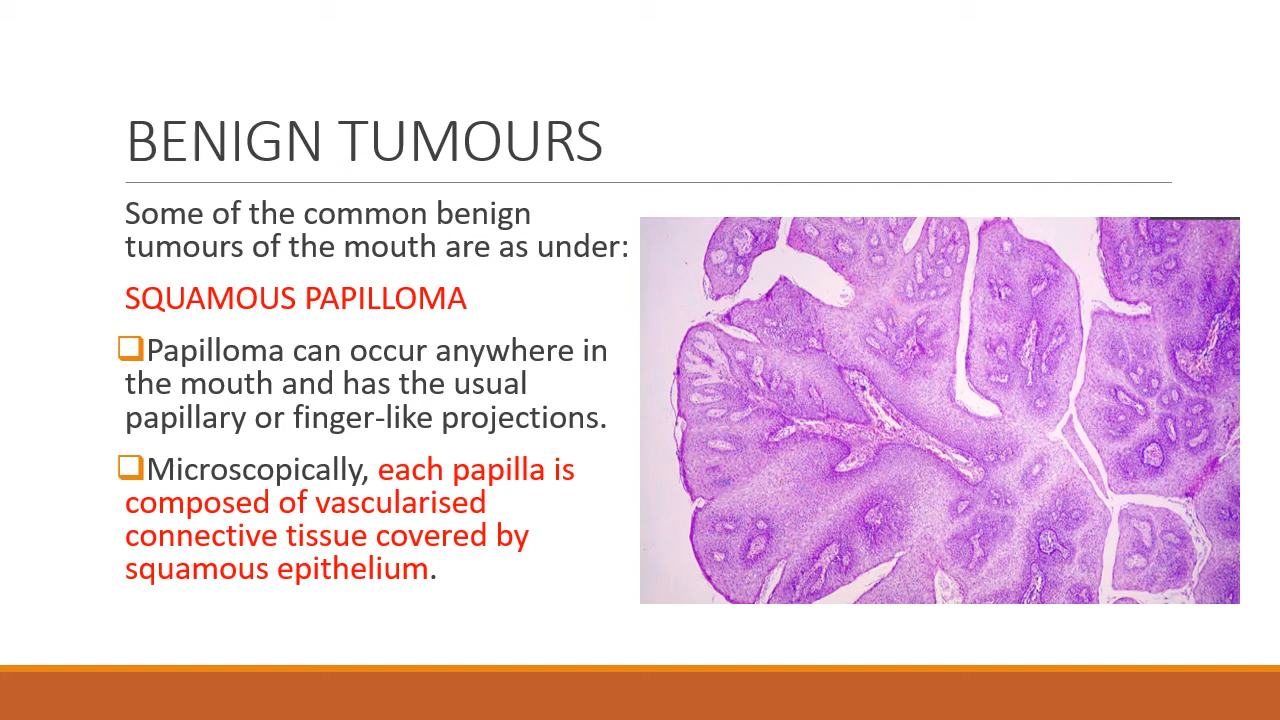 BENIGN TUMOURS
Some of the common benign
tumours of the mouth are as under:
SQUAMOUS PAPILLOMA
❑Papilloma can occur anywhere in
the mouth and has the usual
papillary or finger-like projections.
❑Microscopically, each papilla is
composed of vascularised
connective tissue covered by
squamous epithelium.